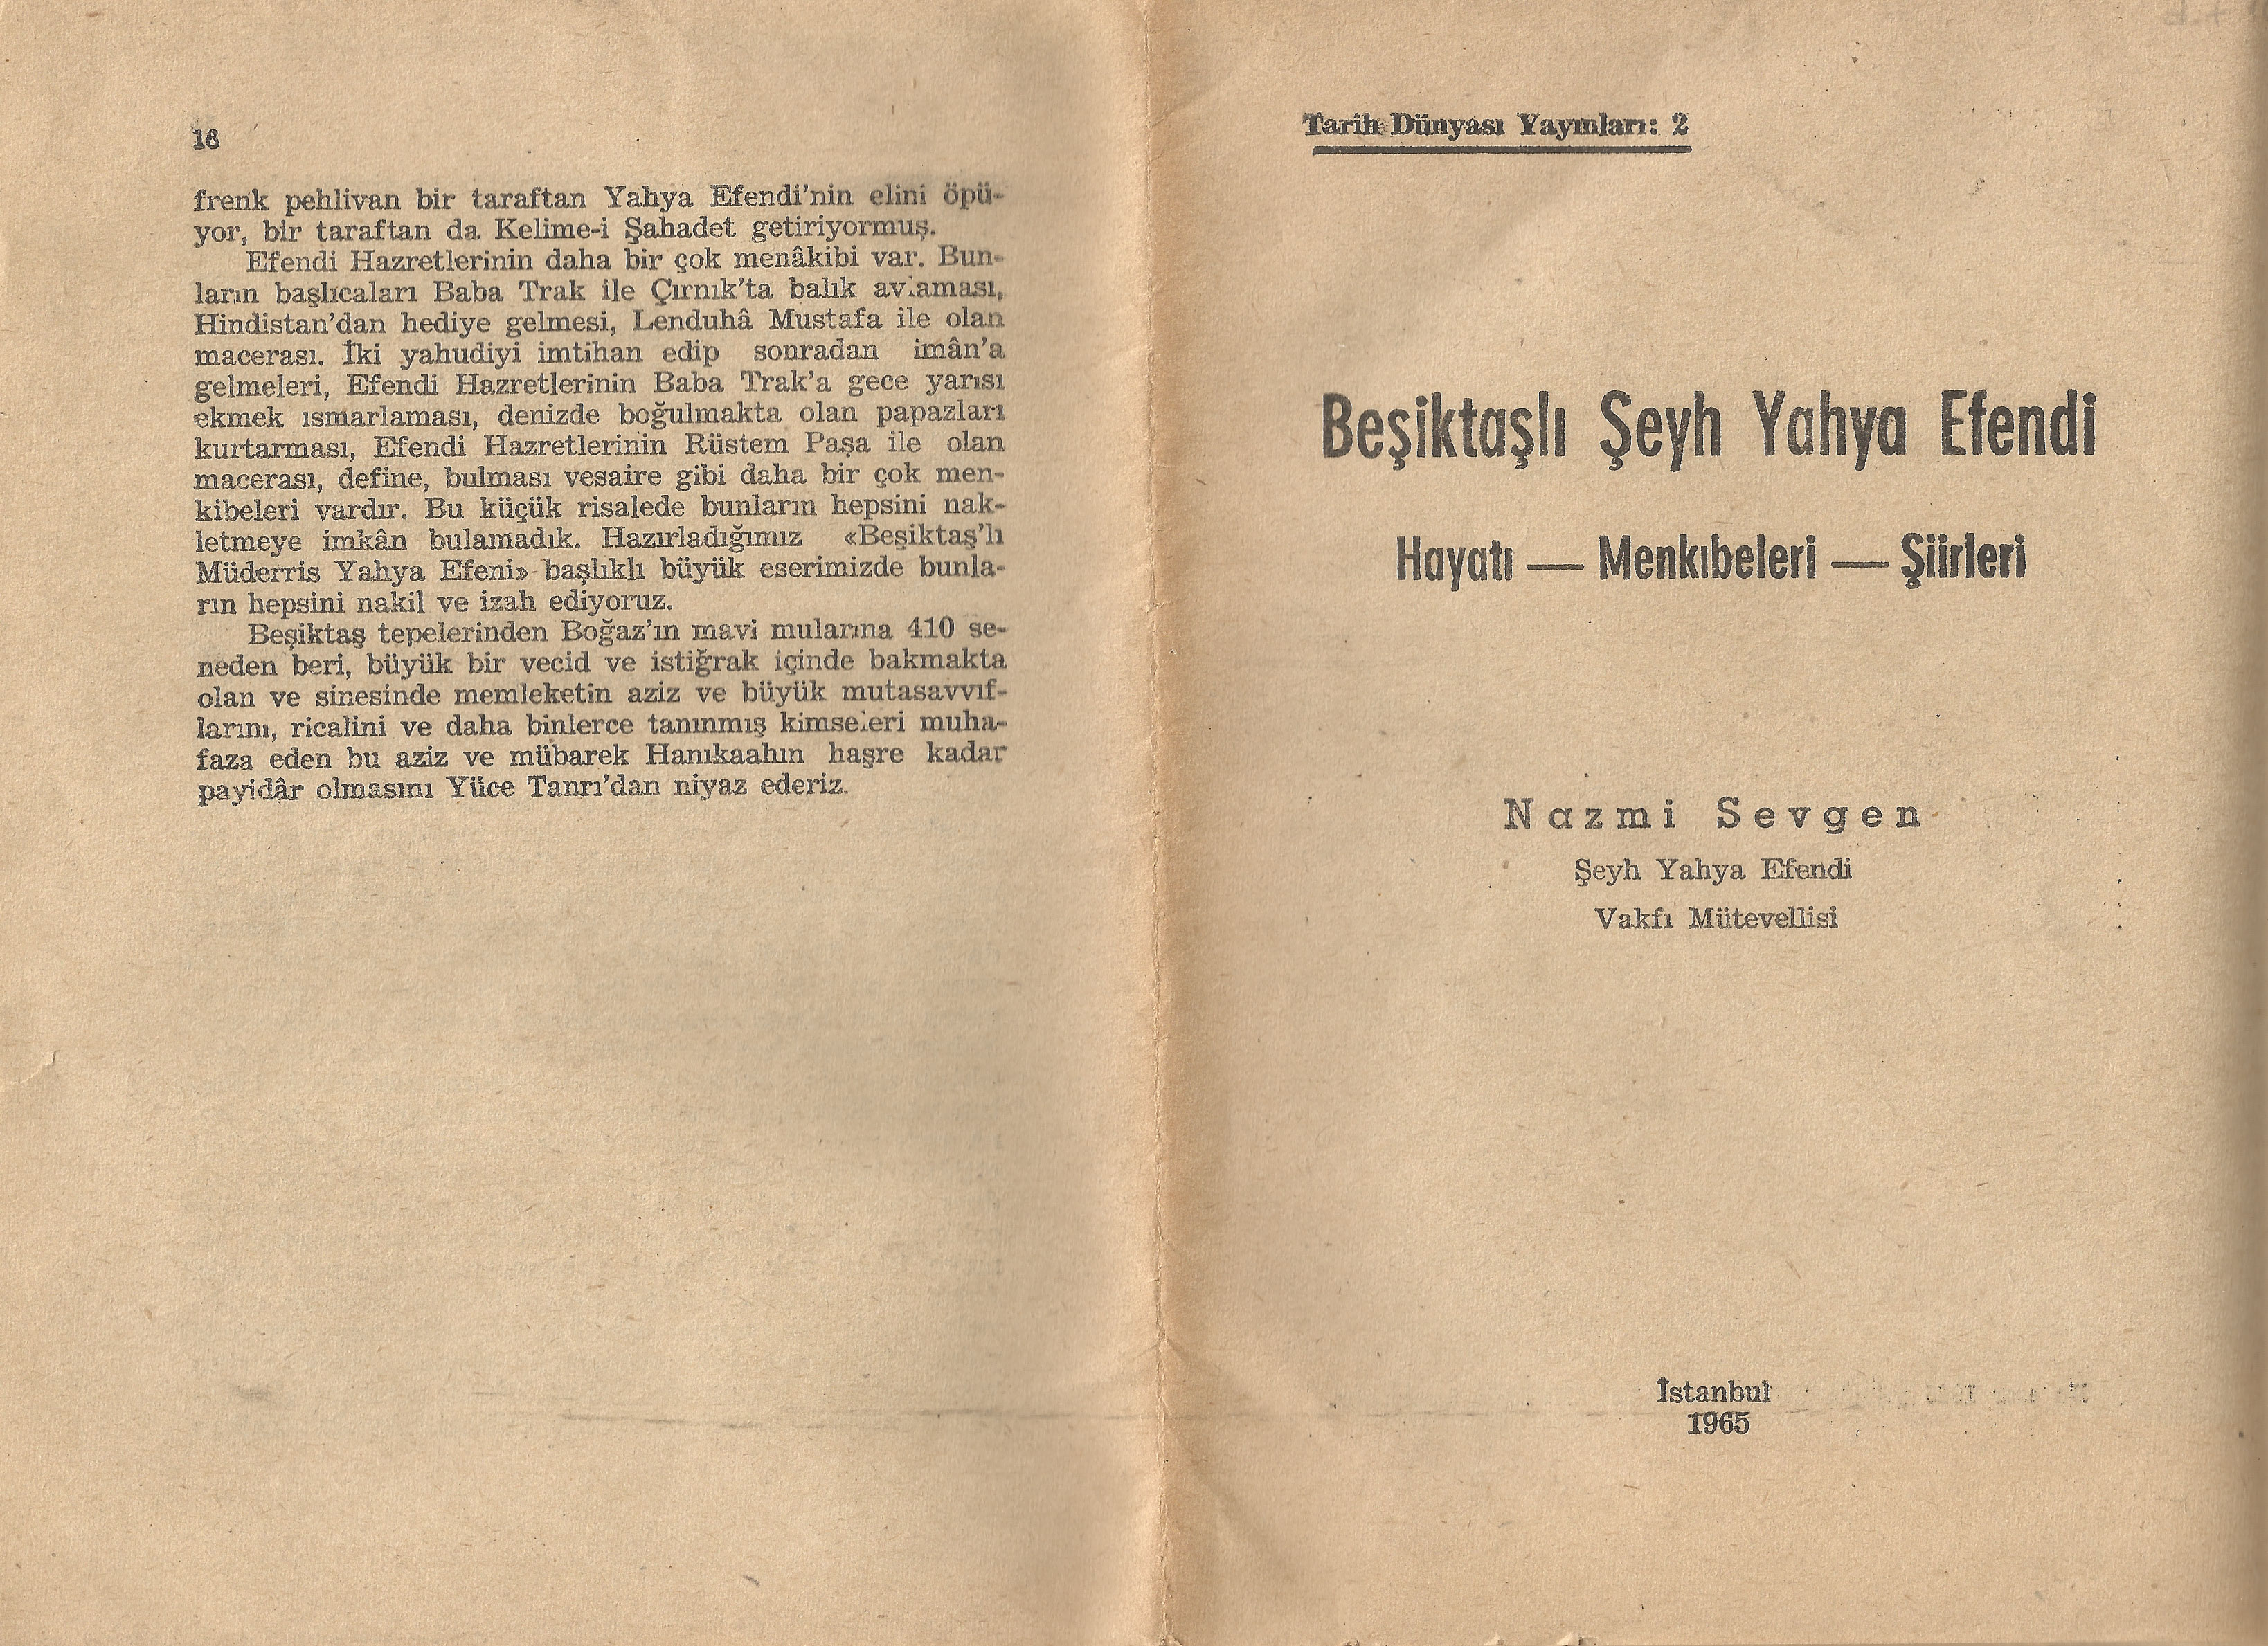 16
frenk pehlivan bir taraftan Yahya Efendi'nin elini öpü-
yor, bir taraftan da Kelime-i Şahadet getiriyormuş.
Efendi Hazretlerinin daha bir çok menâkibi var. Bun-
ların başlıcaları Baba Trak ile Çırnık'ta balık avlaması,
Hindistan'dan hediye gelmesi, Lenduhâ Mustafa ile olan
macerası. İki yahudiyi imtihan edip sonradan imân'a
gelmeleri, Efendi Hazretlerinin Baba Trak'a gece yarısı
ekmek ısmarlaması, denizde boğulmakta olan papazları
kurtarması, Efendi Hazretlerinin Rüstem Paşa ile olan
macerası, define, bulması vesaire gibi daha bir çok men-
kibeleri vardır. Bu küçük risalede bunların hepsini nak-
letmeye imkân bulamadık. Hazırladığımız «Beşiktaş'lı
Müderris Yahya Efeni» başlıklı büyük eserimizde bunla-
rın hepsini nakil ve izah ediyoruz.
Beşiktaş tepelerinden Boğaz'ın mavi mularına 410 se-
neden beri, büyük bir vecid ve istiğrak içinde bakmakta
olan ve sinesinde memleketin aziz ve büyük mutasavvıf-
larını, ricalini ve daha binlerce tanınmış kimseleri muha-
faza eden bu aziz ve mübarek Hanıkaahın haşre kadar
payidâr olmasını Yüce Tanrı'dan niyaz ederiz.
Tarih Dünyası Yayınları: 2
Beşiktaşlı Şeyh Yahya Efendi
Hayatı — Menkıbeleri — Şiirleri
Nazmi Sevgen
Şeyh Yahya Efendi
Vakfı Mütevellisi
İstanbul
1965